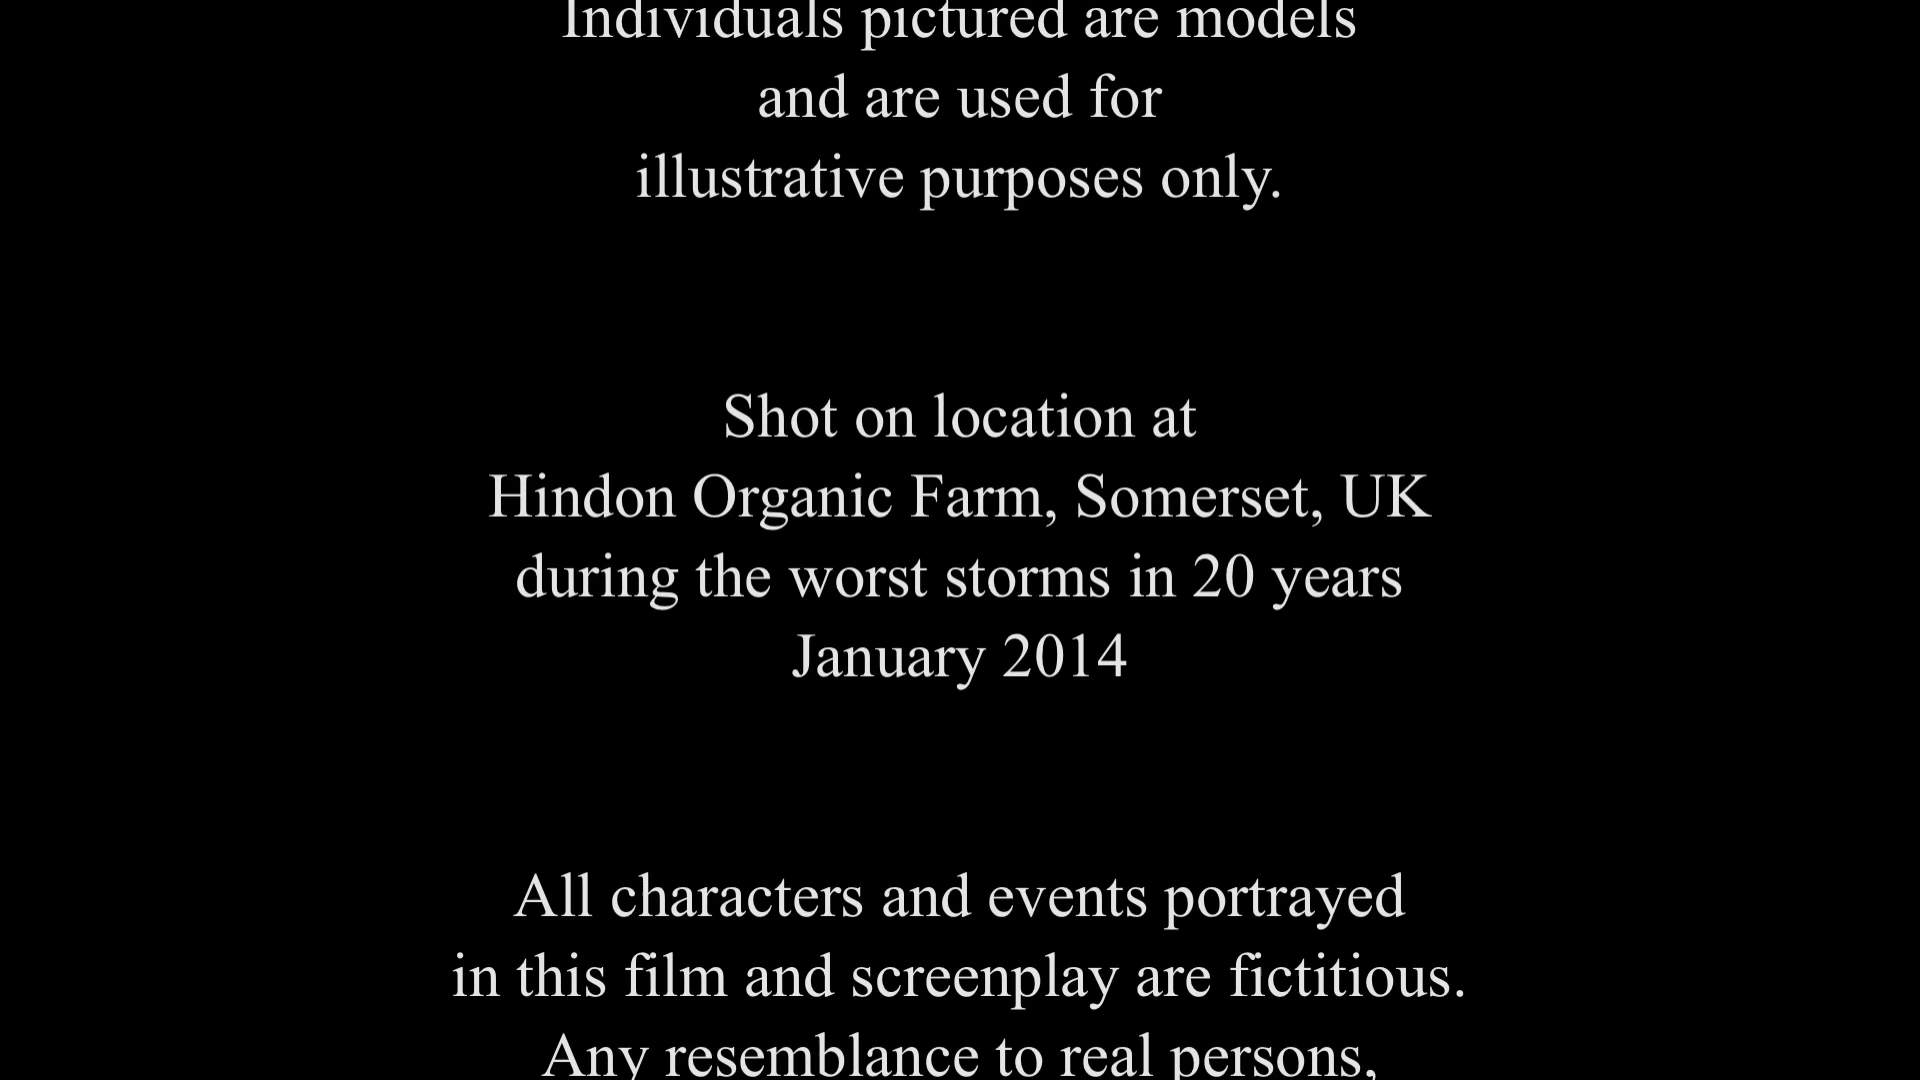 Individuals pictured are models
and are used for
illustrative purposes only.
Shot on location at
Hindon Organic Farm, Somerset, UK
during the worst storms in 20 years
January 2014
All characters and events portrayed
in this film and screenplay are fictitious.
Any resemblance to real persons,